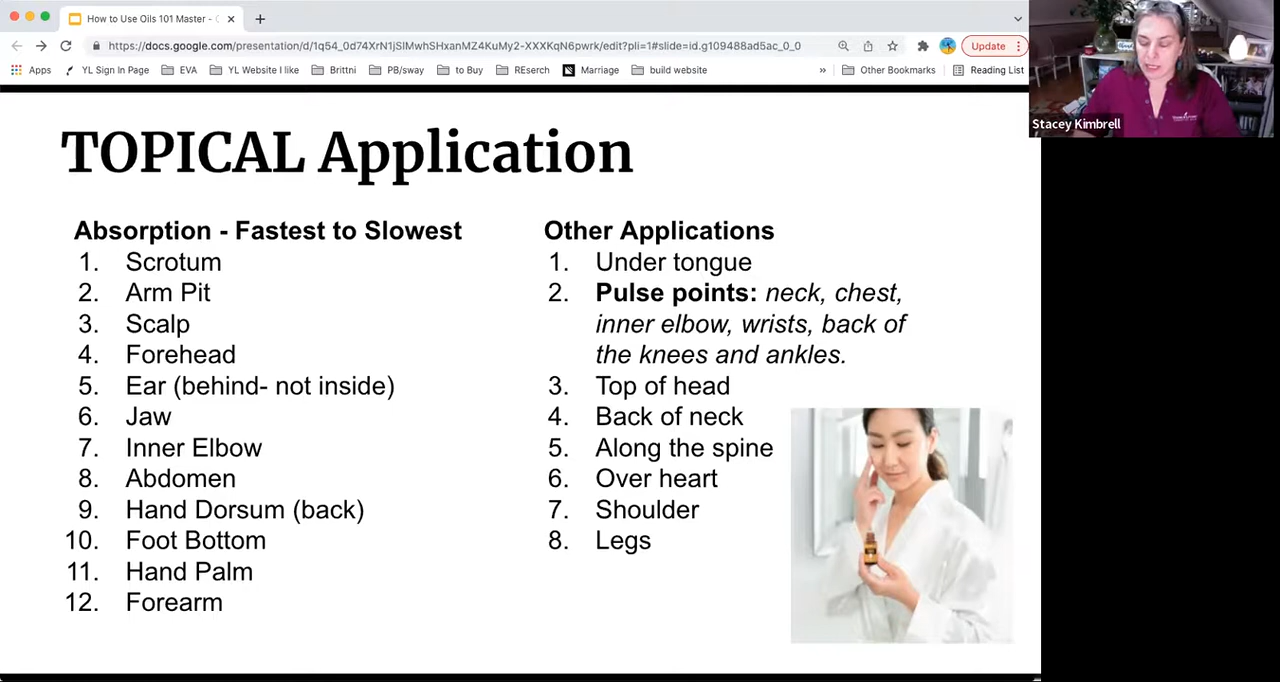 How to Use Oils 101 Master - G
https://docs.google.com/presentation/d/1q54_0d74XrN1jSIMwhSHxanMZ4KuMy2-XXXKqN6pwrk/edit?pli=1#slide=id.g109488ad5ac_0_0
Update
Apps YL Sign In Page EVA YL Website I like Brittni PB/sway to Buy REserch Marriage build website » Other Bookmarks Reading List
Stacey Kimbrell
TOPICAL Application
Absorption - Fastest to Slowest
1. Scrotum
2. Arm Pit
3. Scalp
4. Forehead
5. Ear (behind- not inside)
6. Jaw
7. Inner Elbow
8. Abdomen
9. Hand Dorsum (back)
10. Foot Bottom
11. Hand Palm
12. Forearm
Other Applications
1. Under tongue
2. Pulse points: neck, chest,
inner elbow, wrists, back of
the knees and ankles.
3. Top of head
4. Back of neck
5. Along the spine
6. Over heart
7. Shoulder
8. Legs